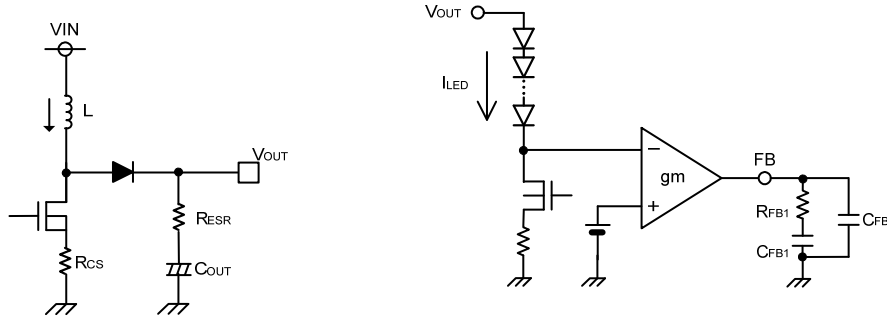 VIN
L
VOUT
RESR
RCS
COUT
VOUT
ILED
−
gm
+
FB
RFB1
CFB1
CFB